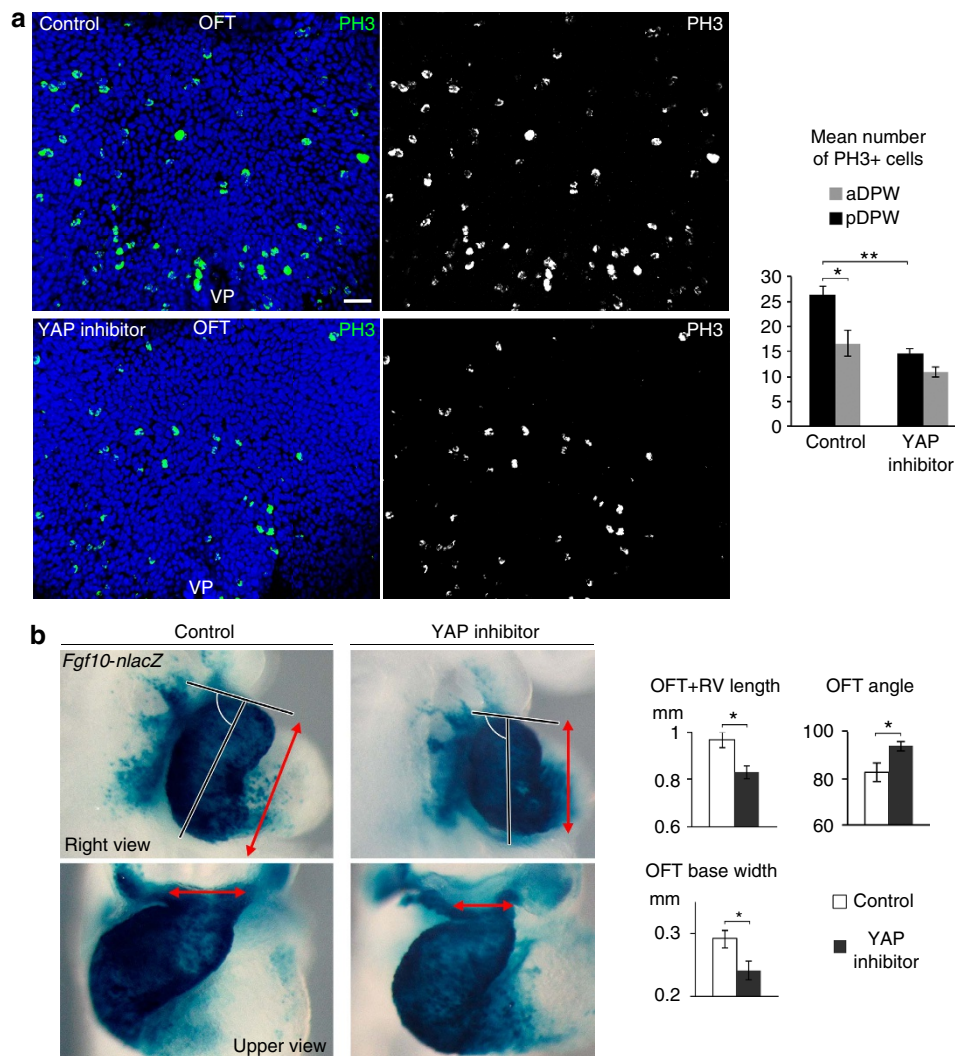 a
Control
OFT
PH3
PH3
VP
YAP inhibitor
OFT
PH3
PH3
VP
Mean number
of PH3+ cells
aDPW
pDPW
**
*
30
25
20
15
10
5
0
Control
YAP
inhibitor
b
Control
YAP inhibitor
Fgf10-nlacZ
Right view
Upper view
OFT+RV length
mm
1
0.8
0.6
*
OFT angle
100
80
60
*
OFT base width
mm
0.3
0.2
*
Control
YAP
inhibitor